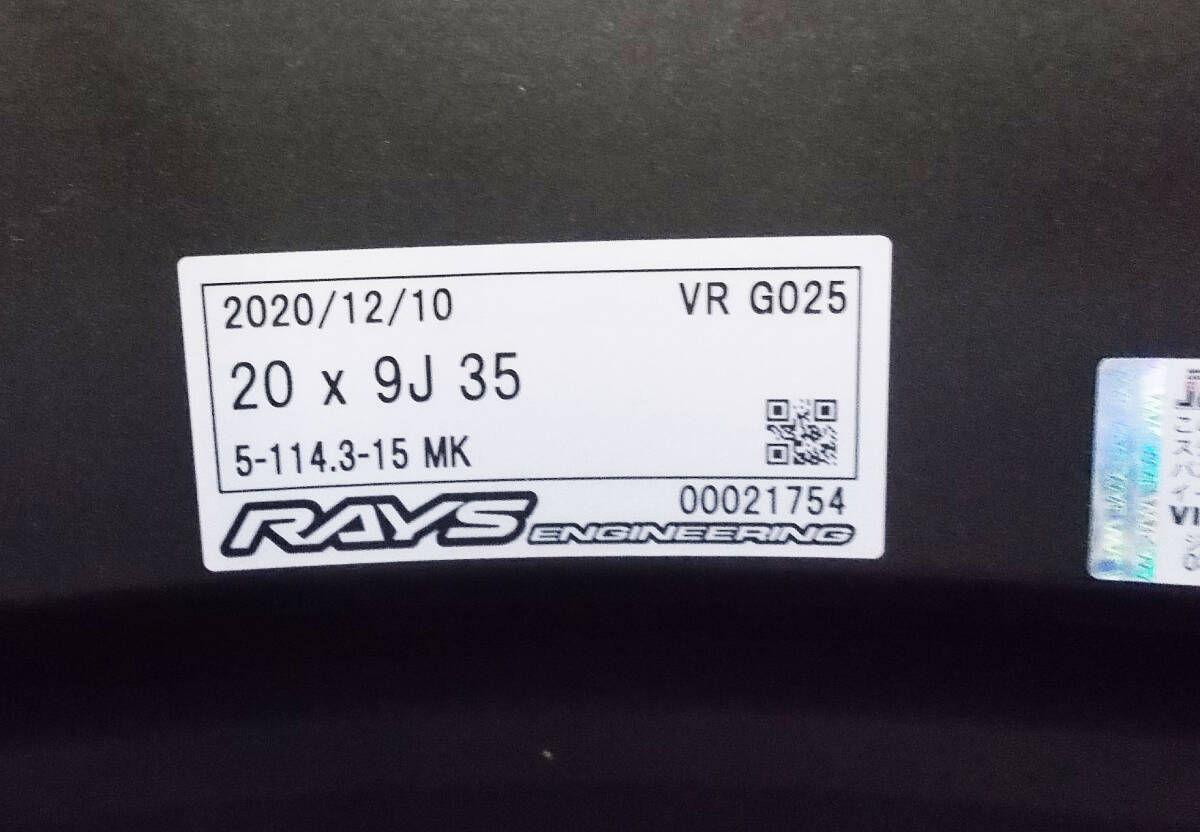 2020/12/10 VR G025
20 x 9J 35
5-114.3-15 MK
00021754
RAYS ENGINEERING